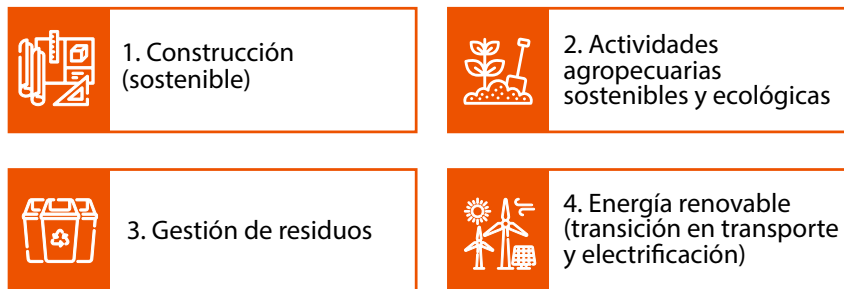 1. Construcción
(sostenible)
2. Actividades
agropecuarias
sostenibles y ecológicas
3. Gestión de residuos
4. Energía renovable
(transición en transporte
y electrificación)